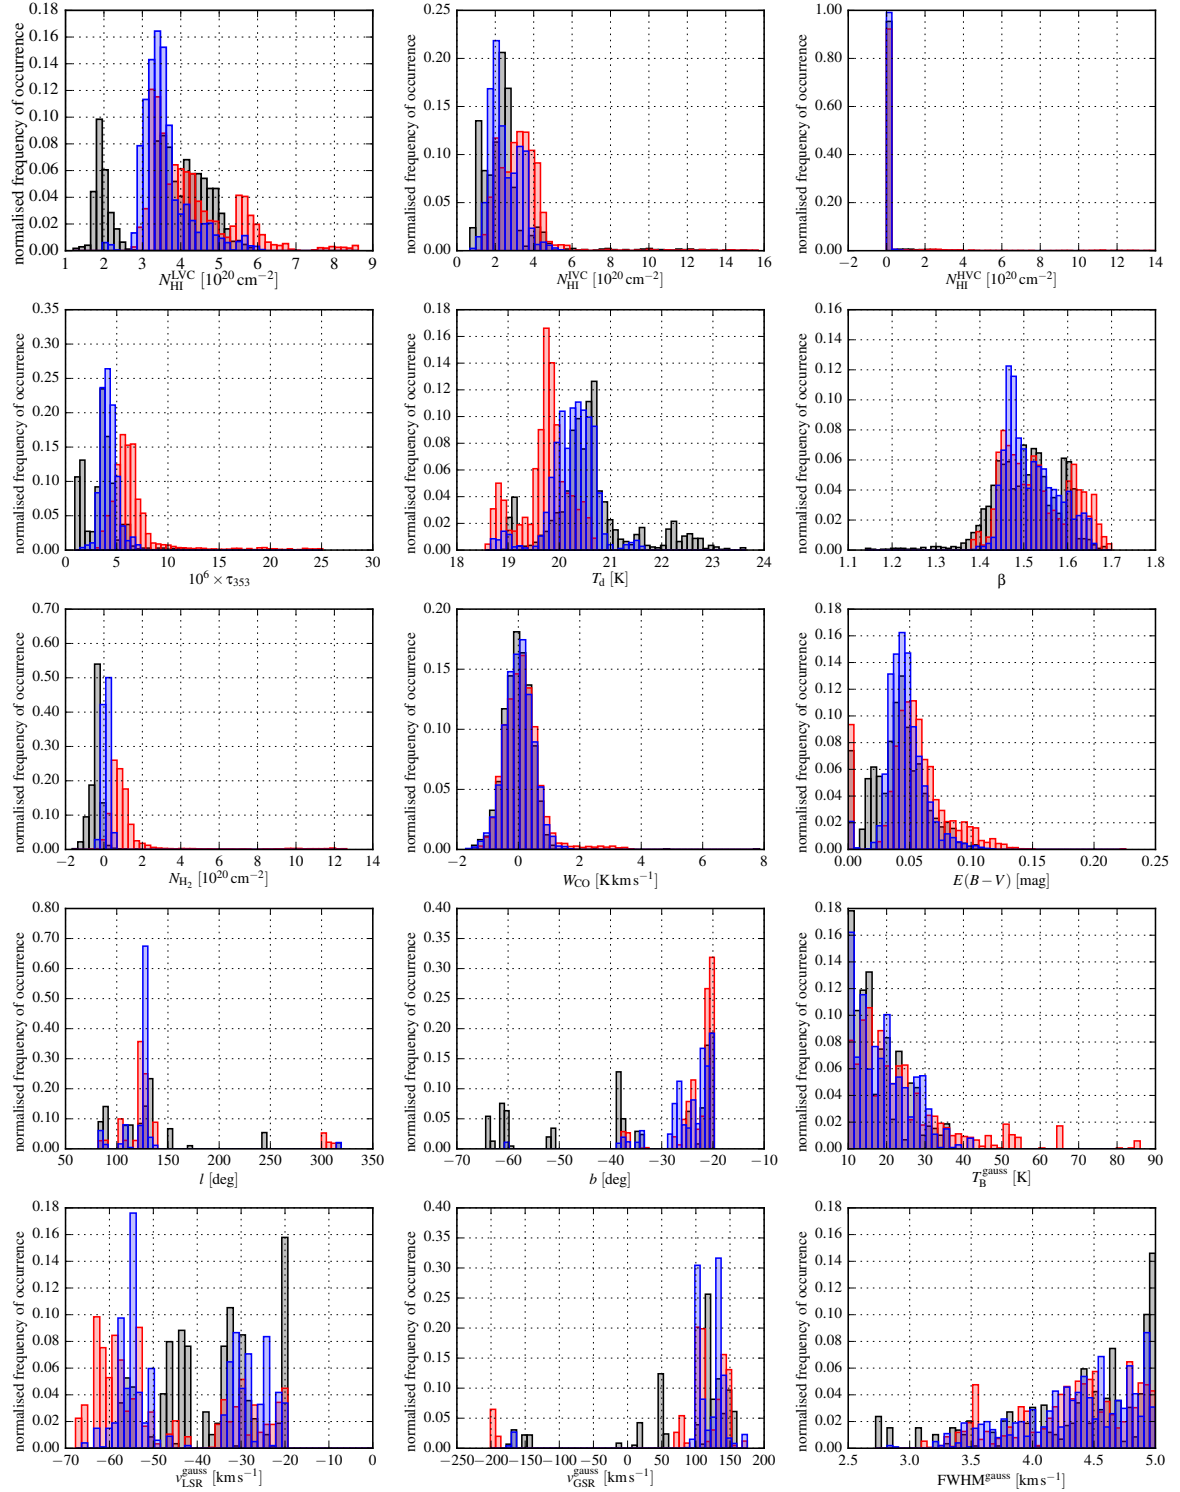 normalised frequency of occurrence
0.18
0.16
0.14
0.12
0.10
0.08
0.06
0.04
0.02
0.00
1 2 3 4 5 6 7 8 9
N_HI^LVC [10^20 cm^−2]
normalised frequency of occurrence
0.25
0.20
0.15
0.10
0.05
0.00
0 2 4 6 8 10 12 14 16
N_HI^IVC [10^20 cm^−2]
normalised frequency of occurrence
1.00
0.80
0.60
0.40
0.20
0.00
−2 0 2 4 6 8 10 12 14
N_HI^HVC [10^20 cm^−2]
normalised frequency of occurrence
0.35
0.30
0.25
0.20
0.15
0.10
0.05
0.00
0 5 10 15 20 25 30
10^6 × τ_353
normalised frequency of occurrence
0.18
0.16
0.14
0.12
0.10
0.08
0.06
0.04
0.02
0.00
18 19 20 21 22 23 24
T_d [K]
normalised frequency of occurrence
0.16
0.14
0.12
0.10
0.08
0.06
0.04
0.02
0.00
1.1 1.2 1.3 1.4 1.5 1.6 1.7 1.8
β
normalised frequency of occurrence
0.70
0.60
0.50
0.40
0.30
0.20
0.10
0.00
−2 0 2 4 6 8 10 12 14
N_H2 [10^20 cm^−2]
normalised frequency of occurrence
0.20
0.15
0.10
0.05
0.00
−2 0 2 4 6 8
W_CO [K km s^−1]
normalised frequency of occurrence
0.18
0.16
0.14
0.12
0.10
0.08
0.06
0.04
0.02
0.00
0.00 0.05 0.10 0.15 0.20 0.25
E(B−V) [mag]
normalised frequency of occurrence
0.80
0.70
0.60
0.50
0.40
0.30
0.20
0.10
0.00
50 100 150 200 250 300 350
l [deg]
normalised frequency of occurrence
0.40
0.35
0.30
0.25
0.20
0.15
0.10
0.05
0.00
−70 −60 −50 −40 −30 −20 −10
b [deg]
normalised frequency of occurrence
0.18
0.16
0.14
0.12
0.10
0.08
0.06
0.04
0.02
0.00
10 20 30 40 50 60 70 80 90
T_B^gauss [K]
normalised frequency of occurrence
0.18
0.16
0.14
0.12
0.10
0.08
0.06
0.04
0.02
0.00
−70 −60 −50 −40 −30 −20 −10 0
v_LSR^gauss [km s^−1]
normalised frequency of occurrence
0.40
0.35
0.30
0.25
0.20
0.15
0.10
0.05
0.00
−250 −200 −150 −100 −50 0 50 100 150 200
v_GSR^gauss [km s^−1]
normalised frequency of occurrence
0.18
0.16
0.14
0.12
0.10
0.08
0.06
0.04
0.02
0.00
2.5 3.0 3.5 4.0 4.5 5.0
FWHM^gauss [km s^−1]